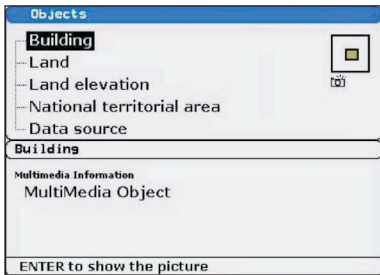 Objects
Building
Land
Land elevation
National territorial area
Data source
Building
Multimedia Information
MultiMedia Object
ENTER to show the picture